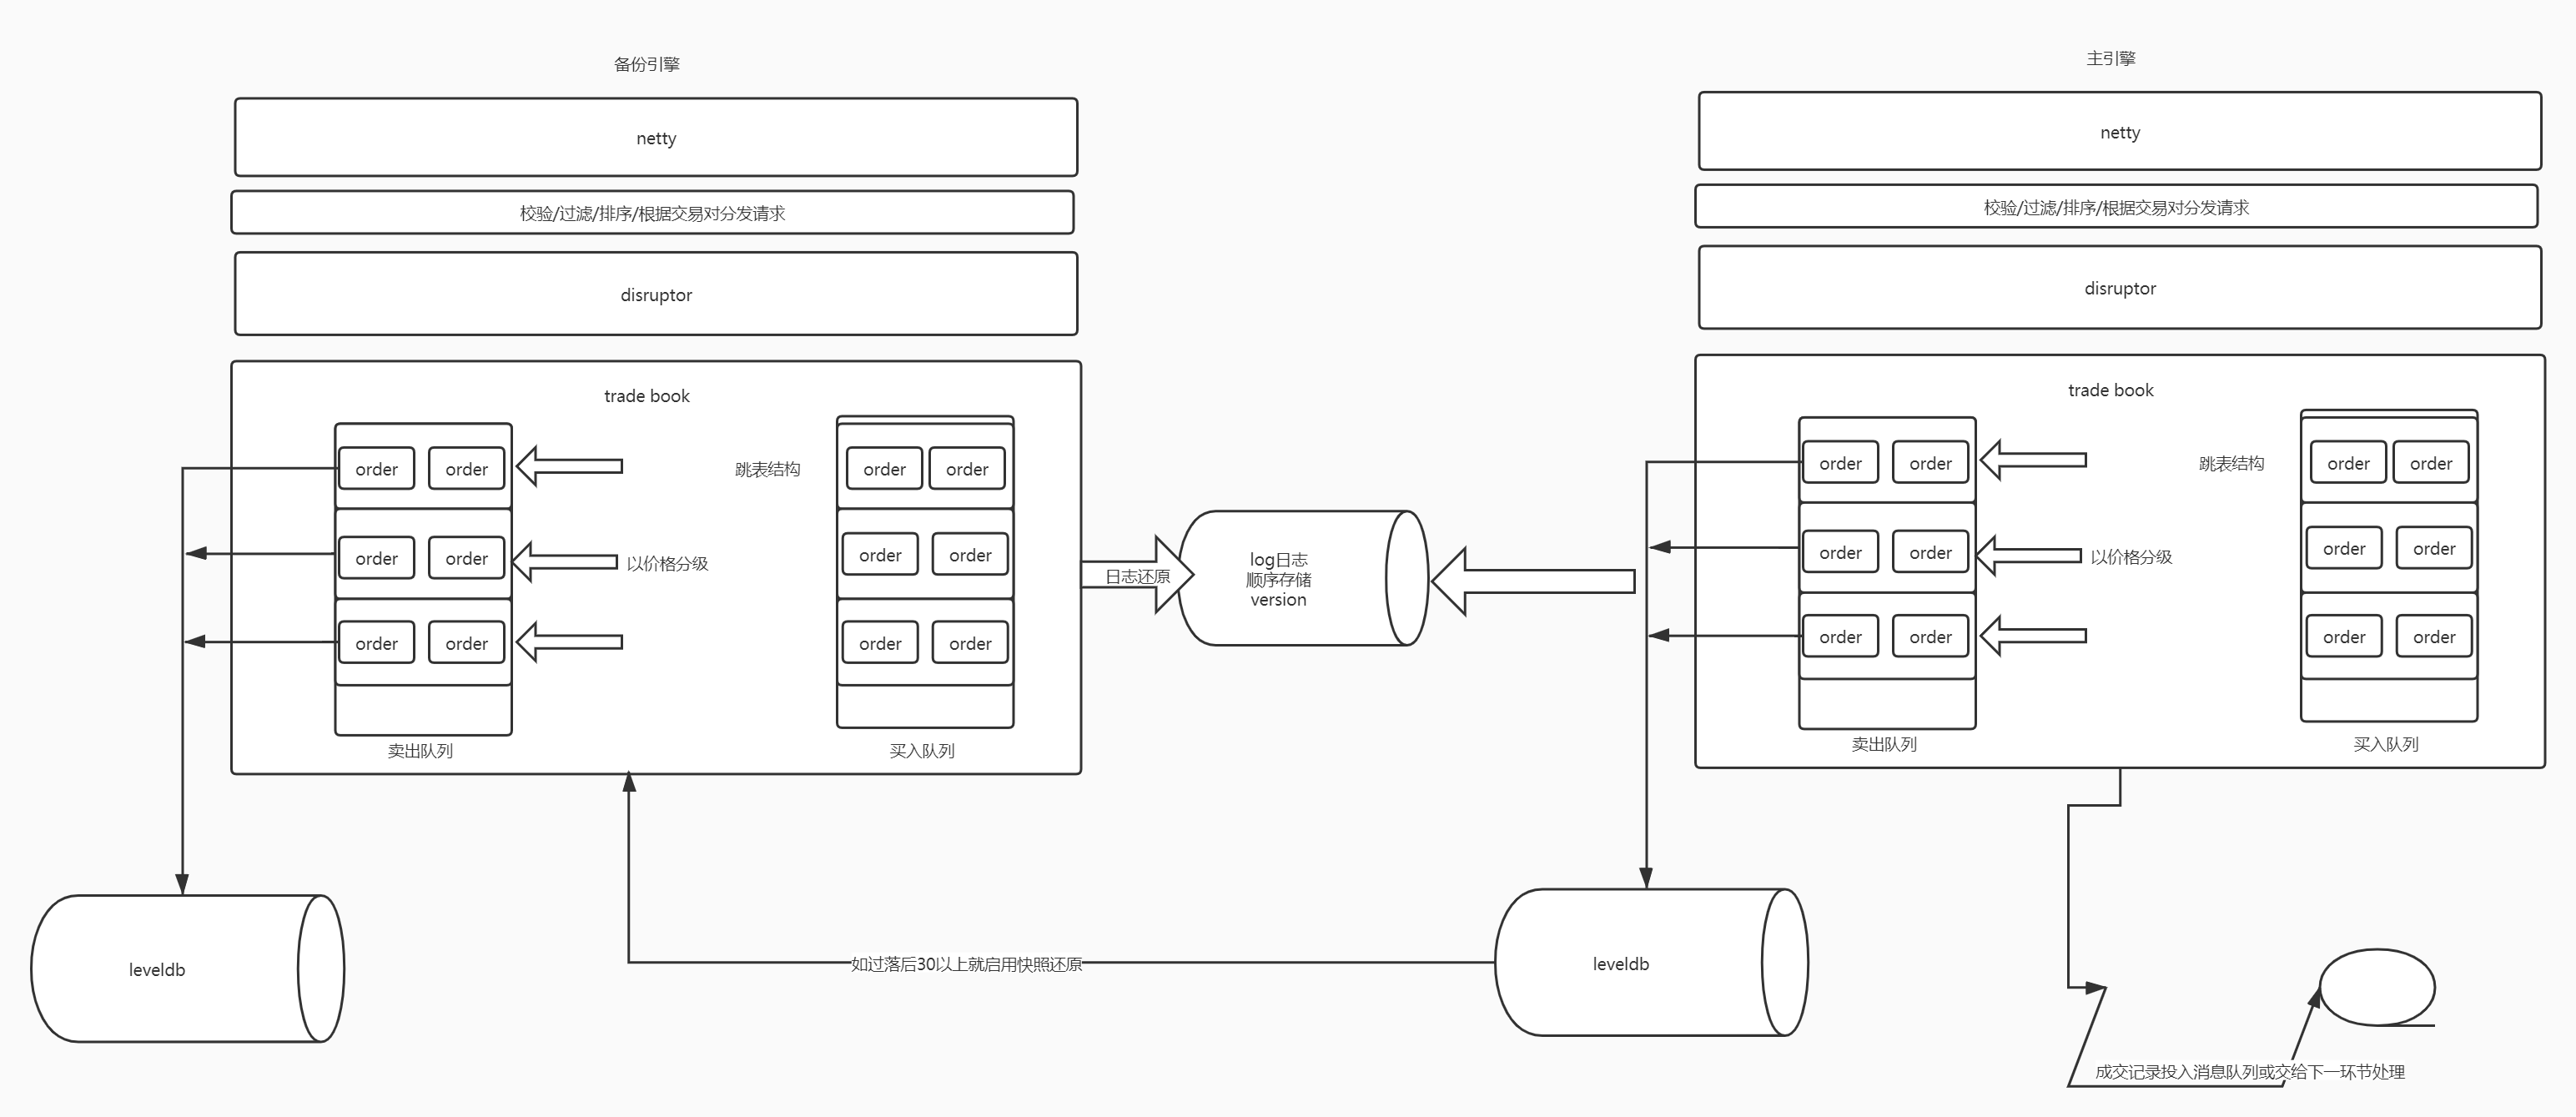 备份引擎
netty
校验/过滤/排序/根据交易对分发请求
disruptor
trade book
order
order
跳表结构
order
order
order
order
以价格分级
order
order
order
order
order
order
卖出队列
买入队列
leveldb
日志还原
log日志
顺序存储
version
如过落后30以上就启用快照还原
主引擎
netty
校验/过滤/排序/根据交易对分发请求
disruptor
trade book
order
order
跳表结构
order
order
order
order
以价格分级
order
order
order
order
order
order
卖出队列
买入队列
leveldb
成交记录投入消息队列或交给下一环节处理